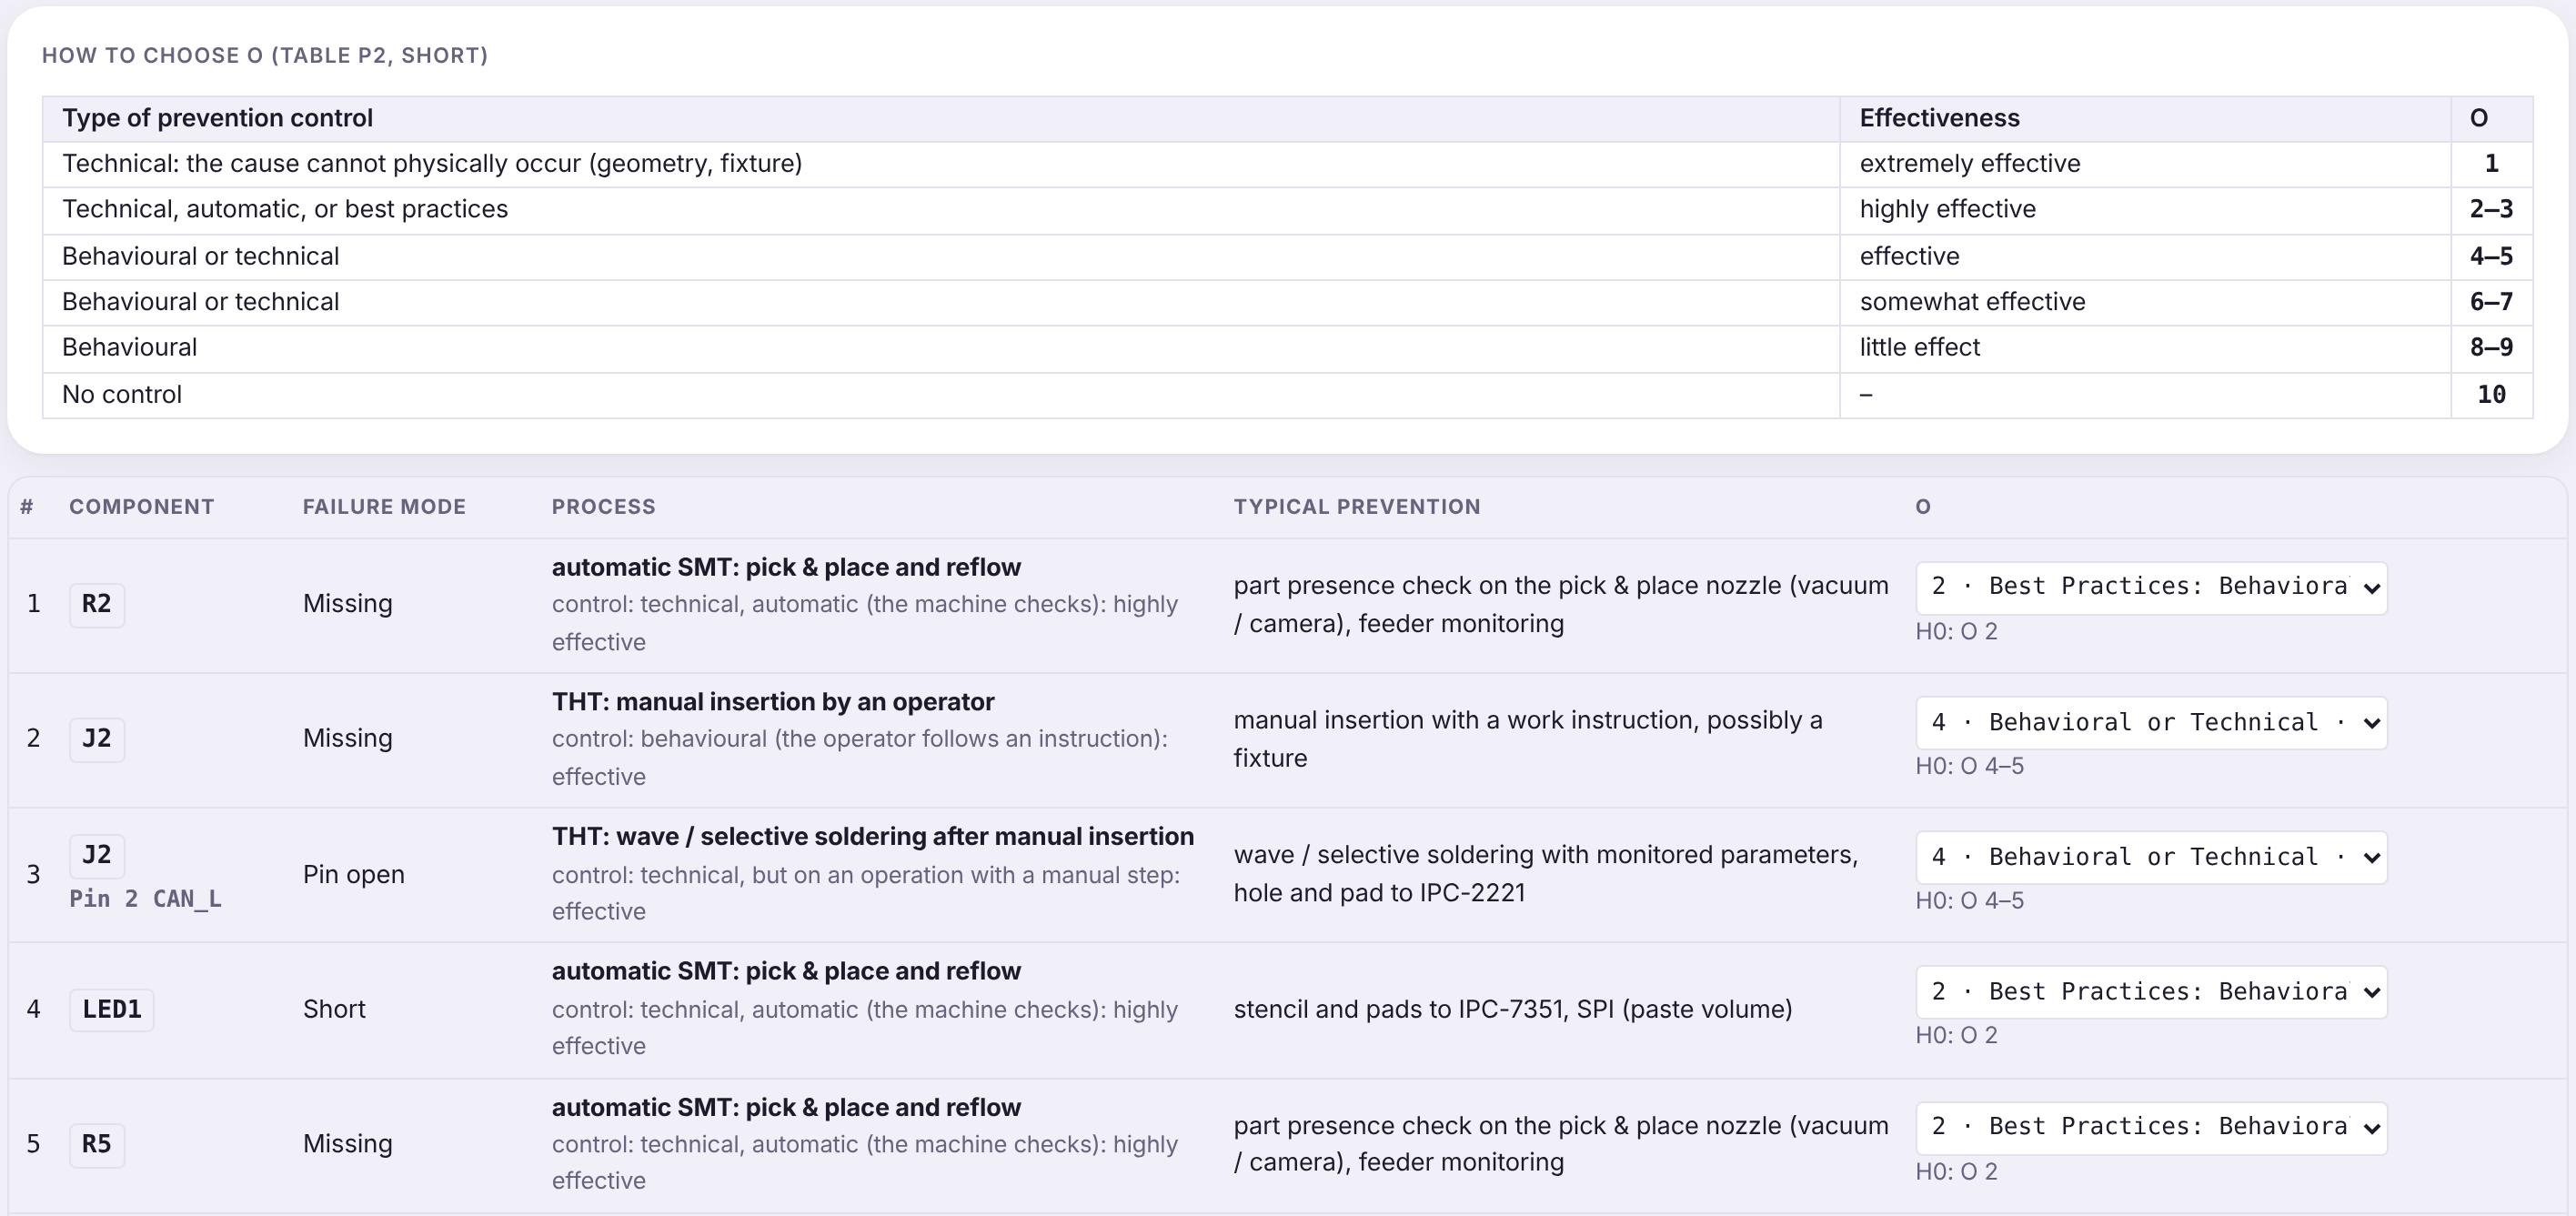 HOW TO CHOOSE O (TABLE P2, SHORT)
Type of prevention control Effectiveness O
Technical: the cause cannot physically occur (geometry, fixture) extremely effective 1
Technical, automatic, or best practices highly effective 2–3
Behavioural or technical effective 4–5
Behavioural or technical somewhat effective 6–7
Behavioural little effect 8–9
No control – 10
# COMPONENT FAILURE MODE PROCESS TYPICAL PREVENTION O
1 R2 Missing
automatic SMT: pick & place and reflow
control: technical, automatic (the machine checks): highly
effective
part presence check on the pick & place nozzle (vacuum
/ camera), feeder monitoring
2 · Best Practices: Behaviora
H0: O 2
2 J2 Missing
THT: manual insertion by an operator
control: behavioural (the operator follows an instruction):
effective
manual insertion with a work instruction, possibly a
fixture
4 · Behavioral or Technical ·
H0: O 4–5
3 J2
Pin 2 CAN_L
Pin open
THT: wave / selective soldering after manual insertion
control: technical, but on an operation with a manual step:
effective
wave / selective soldering with monitored parameters,
hole and pad to IPC-2221
4 · Behavioral or Technical ·
H0: O 4–5
4 LED1 Short
automatic SMT: pick & place and reflow
control: technical, automatic (the machine checks): highly
effective
stencil and pads to IPC-7351, SPI (paste volume)
2 · Best Practices: Behaviora
H0: O 2
5 R5 Missing
automatic SMT: pick & place and reflow
control: technical, automatic (the machine checks): highly
effective
part presence check on the pick & place nozzle (vacuum
/ camera), feeder monitoring
2 · Best Practices: Behaviora
H0: O 2